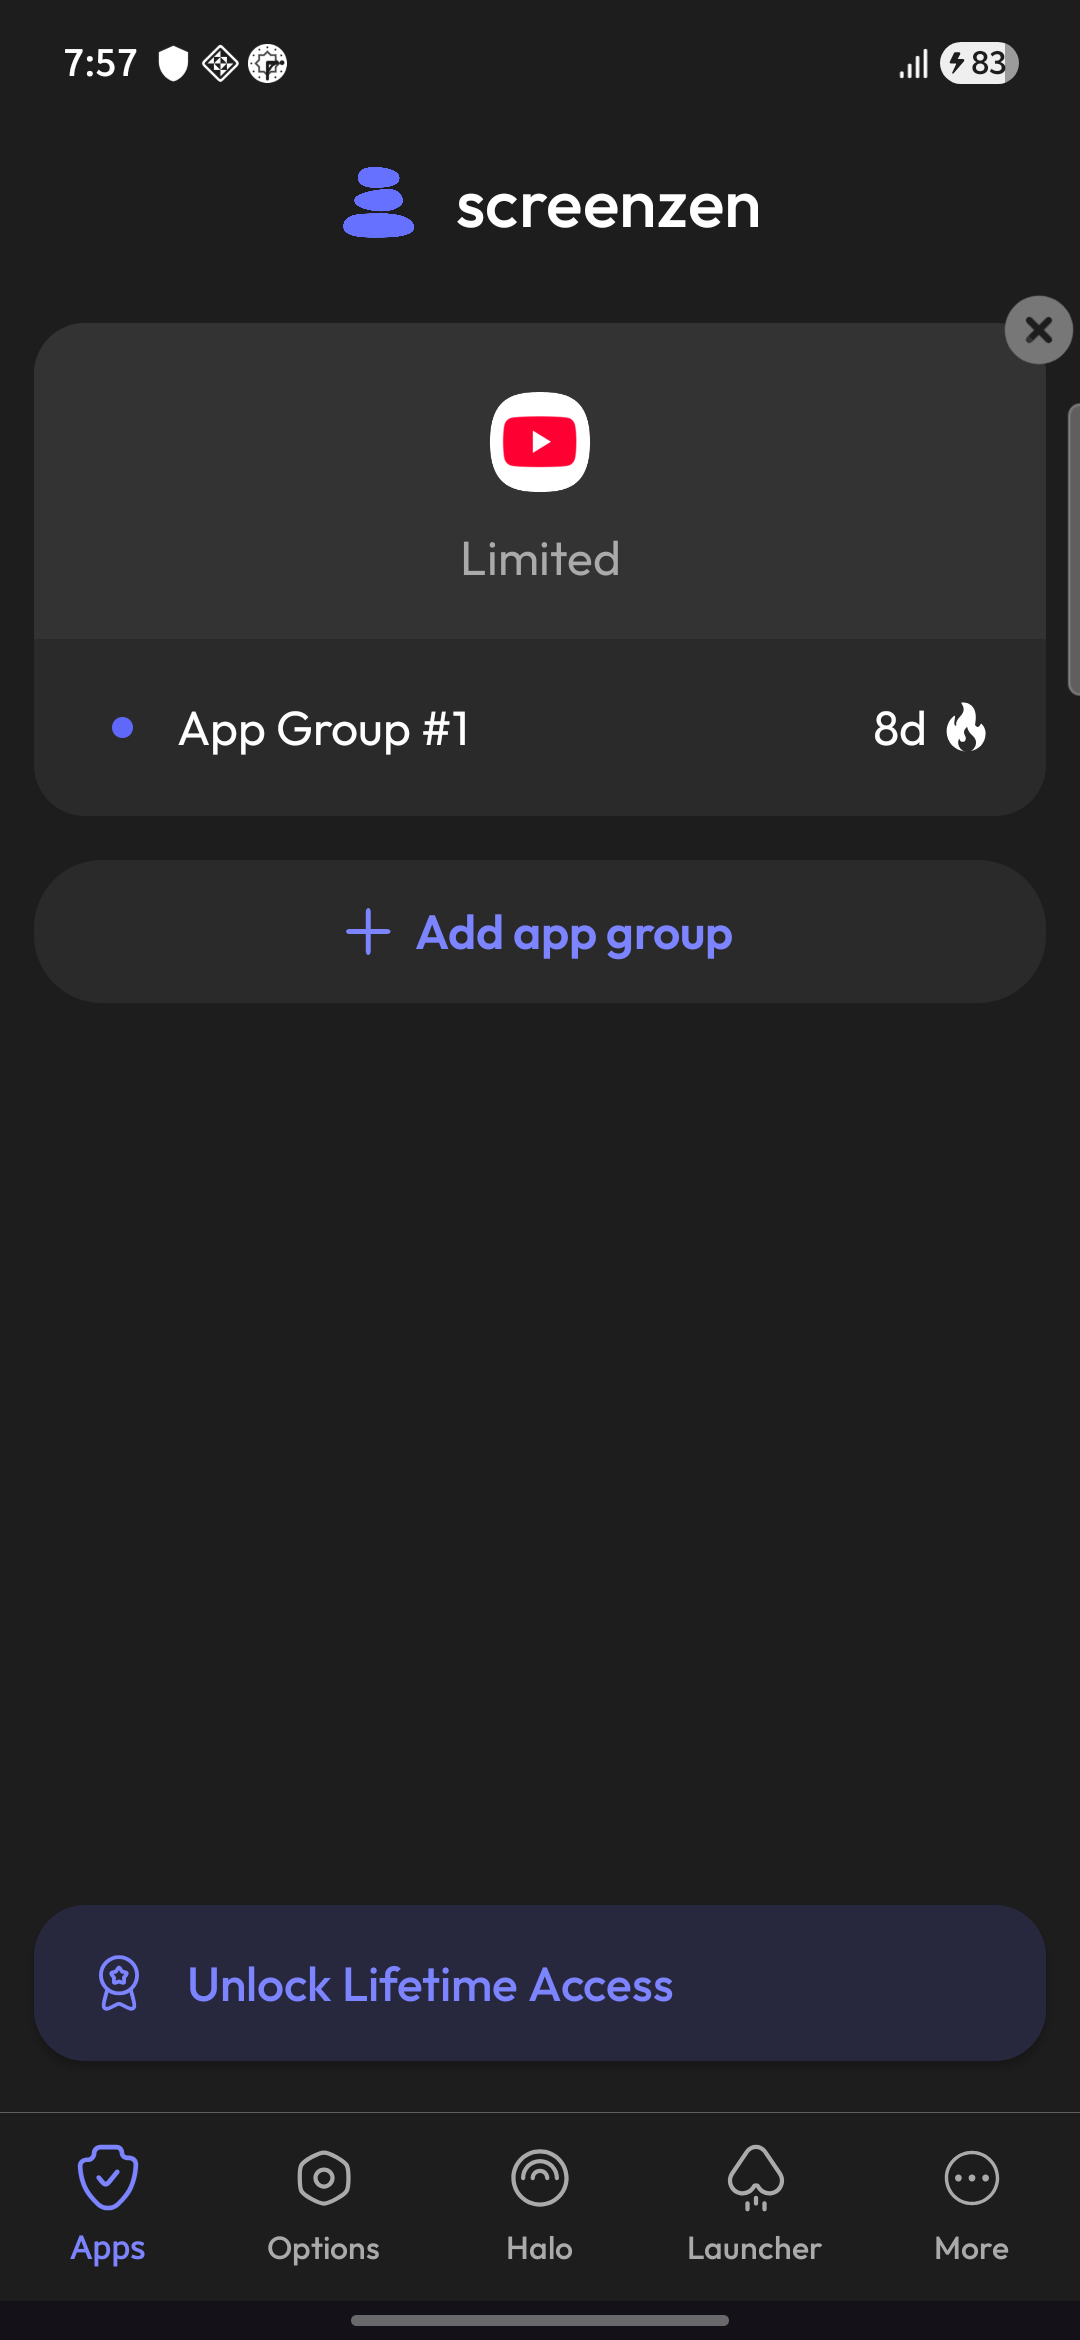 7:57
83
screenzen
Limited
App Group #1
8d
Add app group
Unlock Lifetime Access
Apps
Options
Halo
Launcher
More